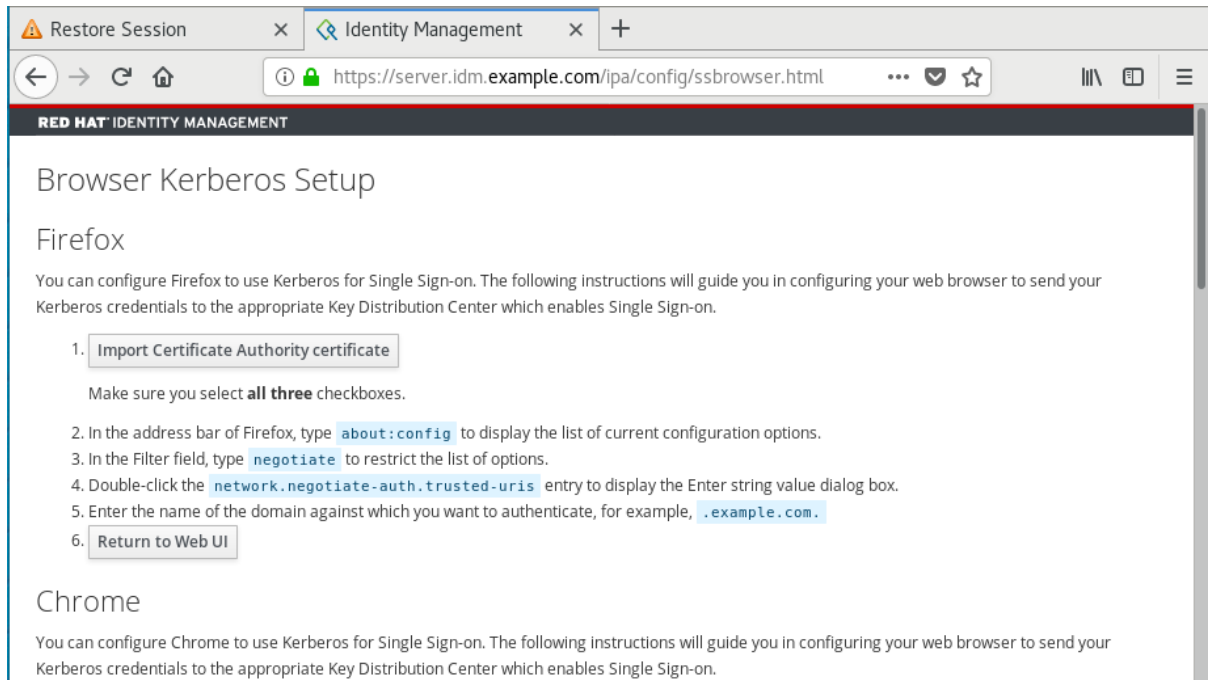 Restore Session
Identity Management
https://server.idm.example.com/ipa/config/ssbrowser.html
RED HAT® IDENTITY MANAGEMENT
Browser Kerberos Setup
Firefox
You can configure Firefox to use Kerberos for Single Sign-on. The following instructions will guide you in configuring your web browser to send your
Kerberos credentials to the appropriate Key Distribution Center which enables Single Sign-on.
1. Import Certificate Authority certificate
Make sure you select all three checkboxes.
2. In the address bar of Firefox, type about:config to display the list of current configuration options.
3. In the Filter field, type negotiate to restrict the list of options.
4. Double-click the network.negotiate-auth.trusted-uris entry to display the Enter string value dialog box.
5. Enter the name of the domain against which you want to authenticate, for example, .example.com.
6. Return to Web UI
Chrome
You can configure Chrome to use Kerberos for Single Sign-on. The following instructions will guide you in configuring your web browser to send your
Kerberos credentials to the appropriate Key Distribution Center which enables Single Sign-on.